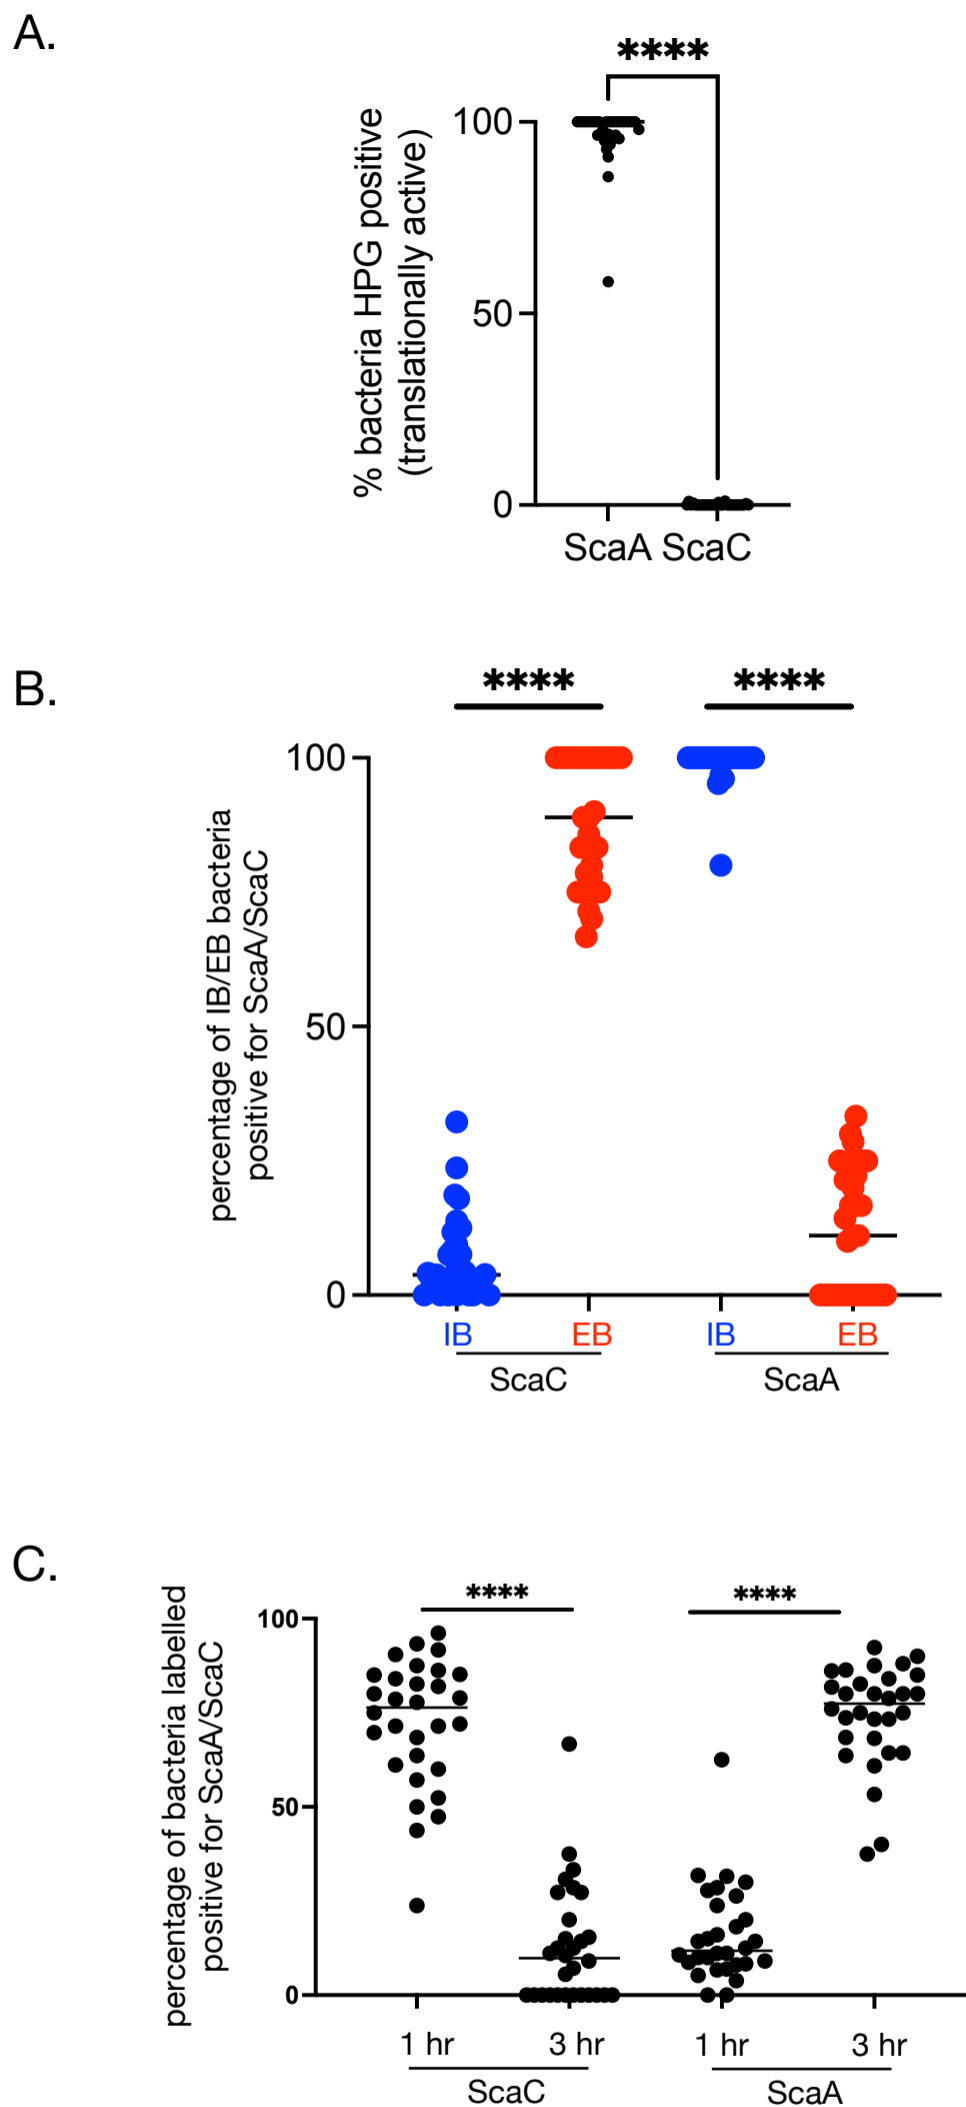 A.
****
% bacteria HPG positive
(translationally active)
100
50
0
ScaA ScaC
B.
**** ****
percentage of IB/EB bacteria
positive for ScaA/ScaC
100
50
0
IB EB IB EB
ScaC ScaA
C.
**** ****
percentage of bacteria labelled
positive for ScaA/ScaC
100
50
0
1 hr 3 hr 1 hr 3 hr
ScaC ScaA